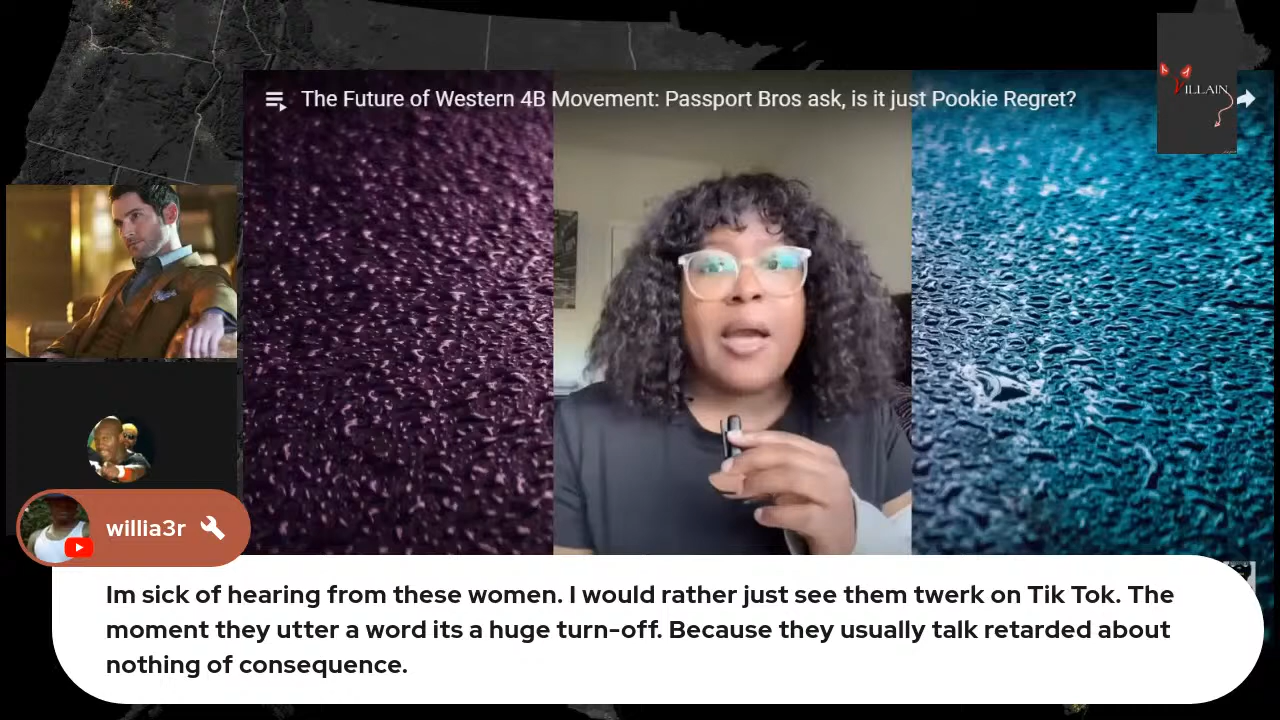 The Future of Western 4B Movement: Passport Bros ask, is it just Pookie Regret?
VILLAIN
willia3r
Im sick of hearing from these women. I would rather just see them twerk on Tik Tok. The
moment they utter a word its a huge turn-off. Because they usually talk retarded about
nothing of consequence.